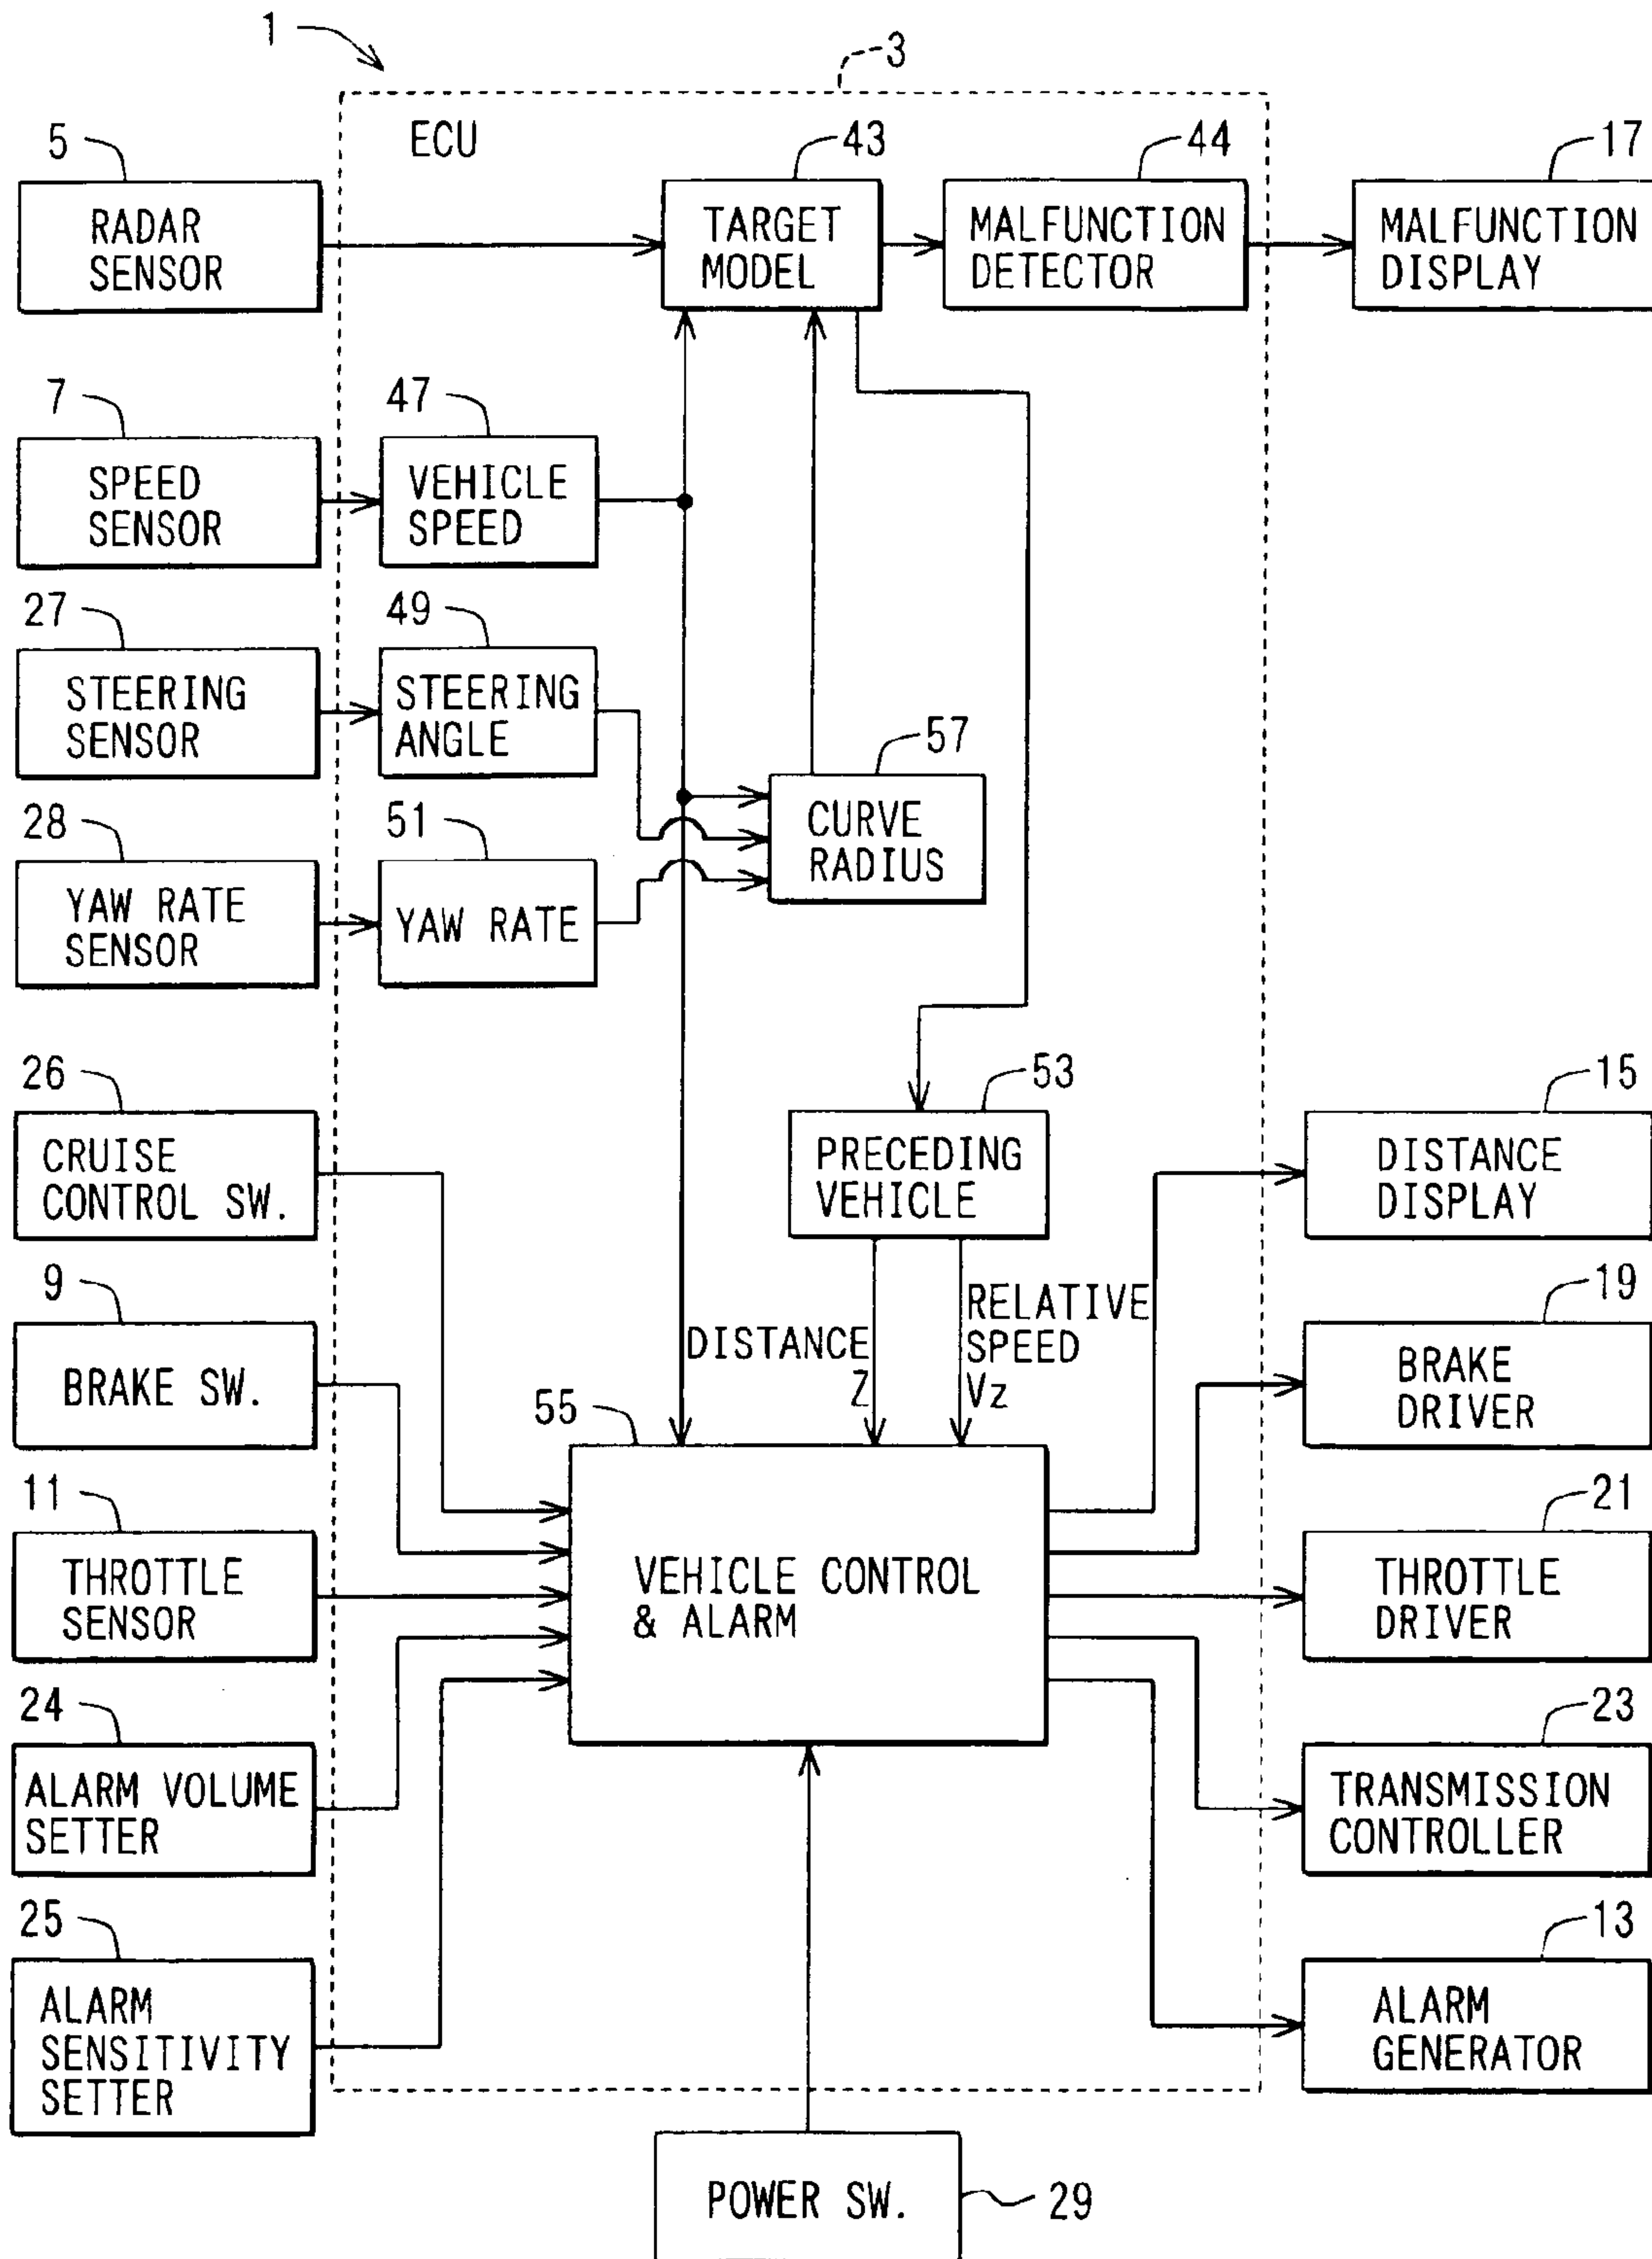 1
3
ECU
5
RADAR
SENSOR
43
TARGET
MODEL
44
MALFUNCTION
DETECTOR
17
MALFUNCTION
DISPLAY
7
SPEED
SENSOR
47
VEHICLE
SPEED
27
STEERING
SENSOR
49
STEERING
ANGLE
57
CURVE
RADIUS
28
YAW RATE
SENSOR
51
YAW RATE
26
CRUISE
CONTROL SW.
53
PRECEDING
VEHICLE
15
DISTANCE
DISPLAY
9
BRAKE SW.
DISTANCE
Z
RELATIVE
SPEED
Vz
19
BRAKE
DRIVER
55
VEHICLE CONTROL
& ALARM
11
THROTTLE
SENSOR
21
THROTTLE
DRIVER
24
ALARM VOLUME
SETTER
23
TRANSMISSION
CONTROLLER
25
ALARM
SENSITIVITY
SETTER
13
ALARM
GENERATOR
POWER SW.
29